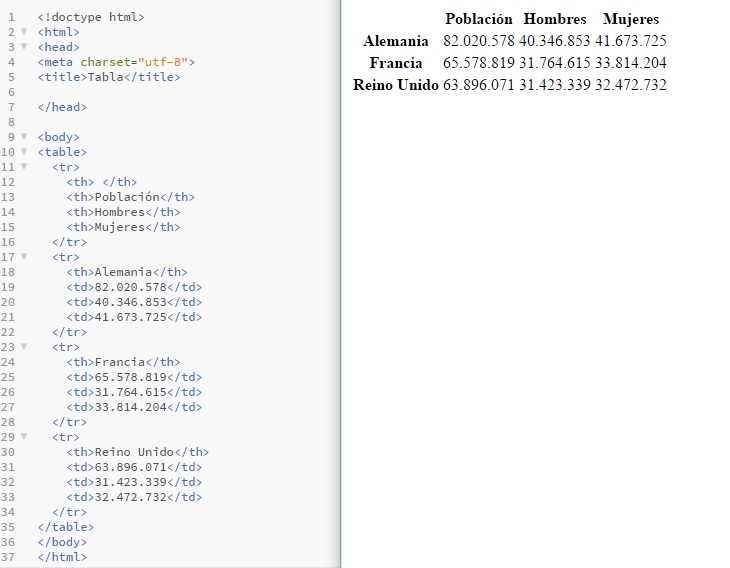 1 <!doctype html>
2 <html>
3 <head>
4 <meta charset="utf-8">
5 <title>Tabla</title>
6
7 </head>
8
9 <body>
10 <table>
11 <tr>
12 <th> </th>
13 <th>Población</th>
14 <th>Hombres</th>
15 <th>Mujeres</th>
16 </tr>
17 <tr>
18 <th>Alemania</th>
19 <td>82.020.578</td>
20 <td>40.346.853</td>
21 <td>41.673.725</td>
22 </tr>
23 <tr>
24 <th>Francia</th>
25 <td>65.578.819</td>
26 <td>31.764.615</td>
27 <td>33.814.204</td>
28 </tr>
29 <tr>
30 <th>Reino Unido</th>
31 <td>63.896.071</td>
32 <td>31.423.339</td>
33 <td>32.472.732</td>
34 </tr>
35 </table>
36 </body>
37 </html>
Población Hombres Mujeres
Alemania 82.020.578 40.346.853 41.673.725
Francia 65.578.819 31.764.615 33.814.204
Reino Unido 63.896.071 31.423.339 32.472.732